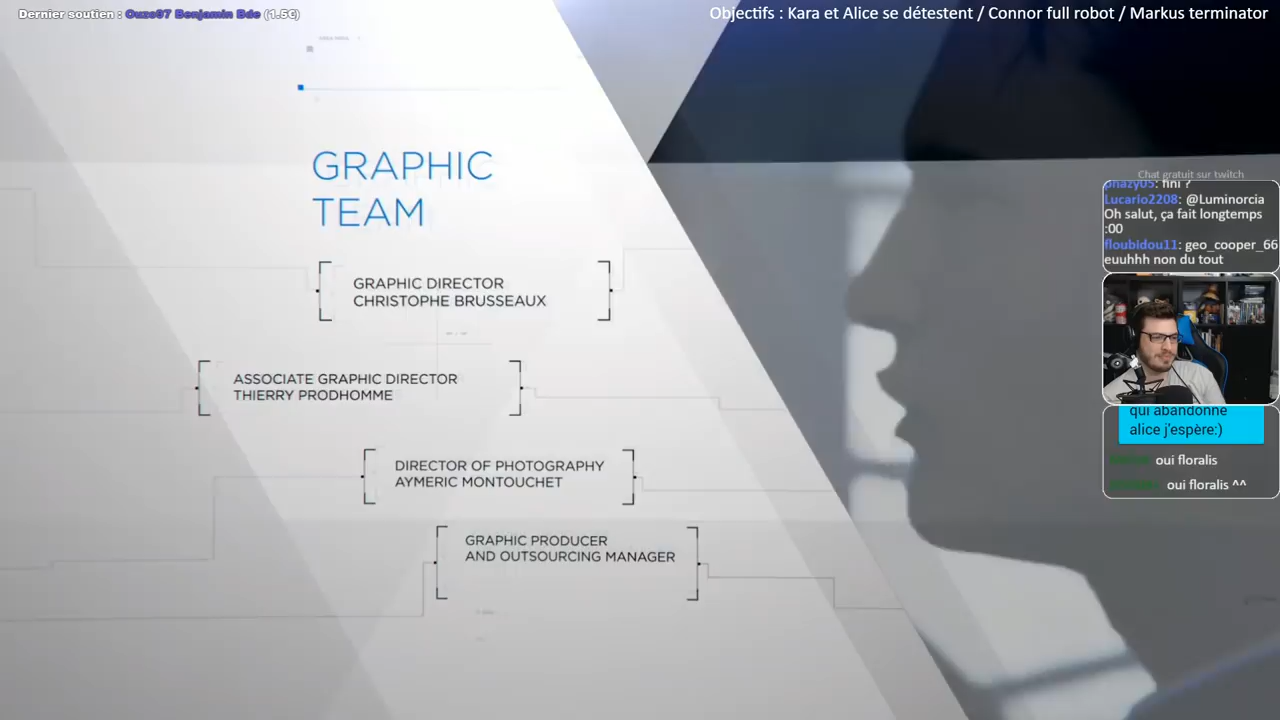 Dernier soutien : Ouzo97 Benjamin Bde (1.5€)
Objectifs : Kara et Alice se détestent / Connor full robot / Markus terminator
GRAPHIC
TEAM
GRAPHIC DIRECTOR
CHRISTOPHE BRUSSEAUX
ASSOCIATE GRAPHIC DIRECTOR
THIERRY PRODHOMME
DIRECTOR OF PHOTOGRAPHY
AYMERIC MONTOUCHET
GRAPHIC PRODUCER
AND OUTSOURCING MANAGER
Chat gratuit sur twitch
phazy05: fini ?
Lucario2208: @Luminorcia
Oh salut, ça fait longtemps
:00
floubidou11: geo_cooper_66
euuhhh non du tout
qui abandonne
alice j'espère:)
oui floralis
oui floralis ^^